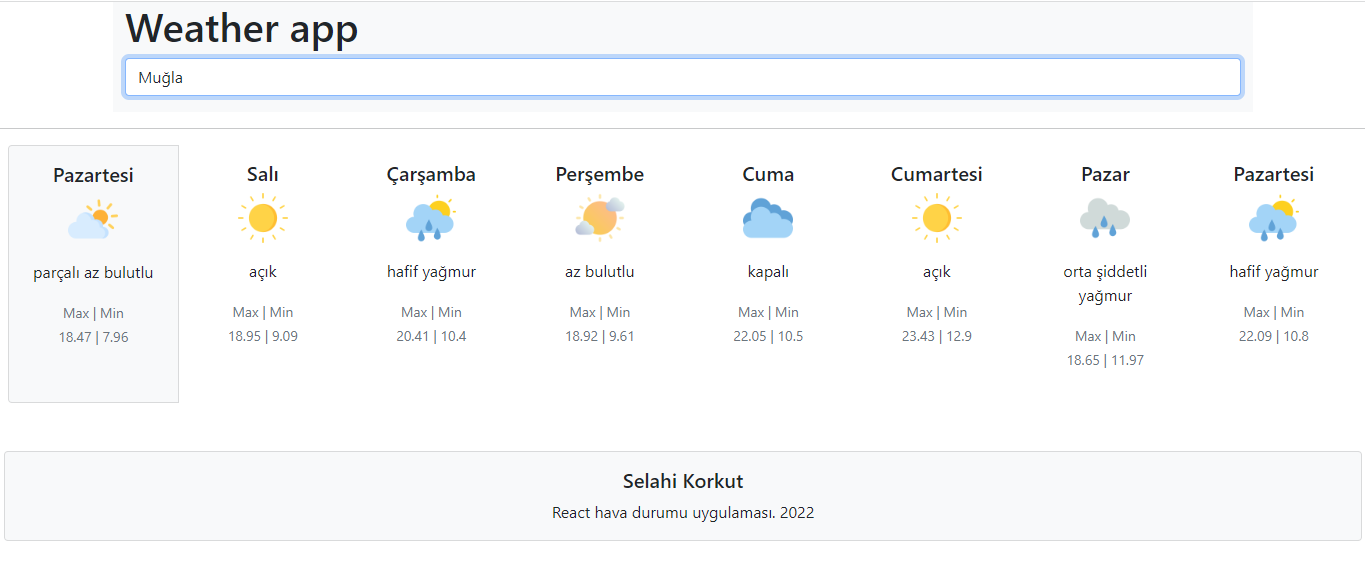 Weather app
Muğla
Pazartesi
parçalı az bulutlu
Max | Min
18.47 | 7.96
Salı
açık
Max | Min
18.95 | 9.09
Çarşamba
hafif yağmur
Max | Min
20.41 | 10.4
Perşembe
az bulutlu
Max | Min
18.92 | 9.61
Cuma
kapalı
Max | Min
22.05 | 10.5
Cumartesi
açık
Max | Min
23.43 | 12.9
Pazar
orta şiddetli
yağmur
Max | Min
18.65 | 11.97
Pazartesi
hafif yağmur
Max | Min
22.09 | 10.8
Selahi Korkut
React hava durumu uygulaması. 2022